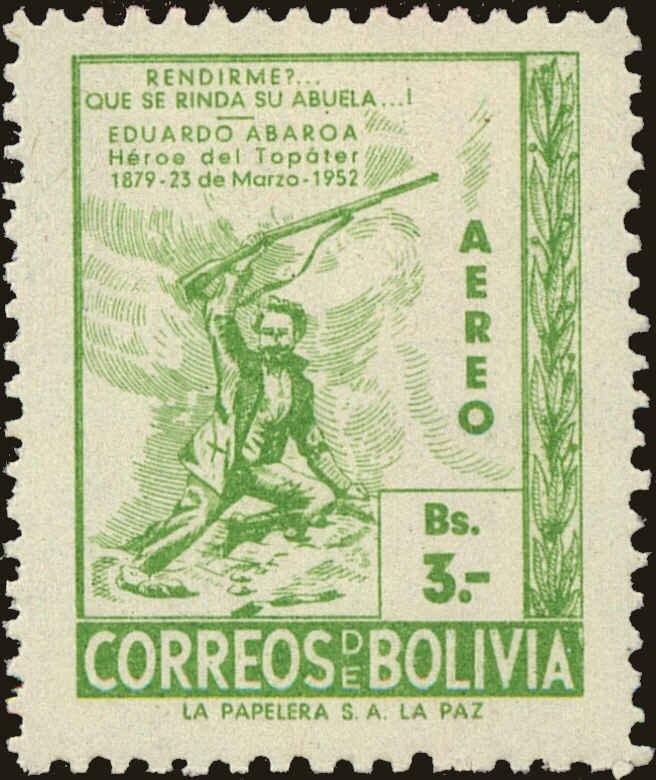 RENDIRME?...
QUE SE RINDA SU ABUELA...!
EDUARDO ABAROA
Héroe del Topáter
1879-23 de Marzo-1952
AEREO
Bs.
3.-
CORREOS DE BOLIVIA
LA PAPELERA S. A. LA PAZ